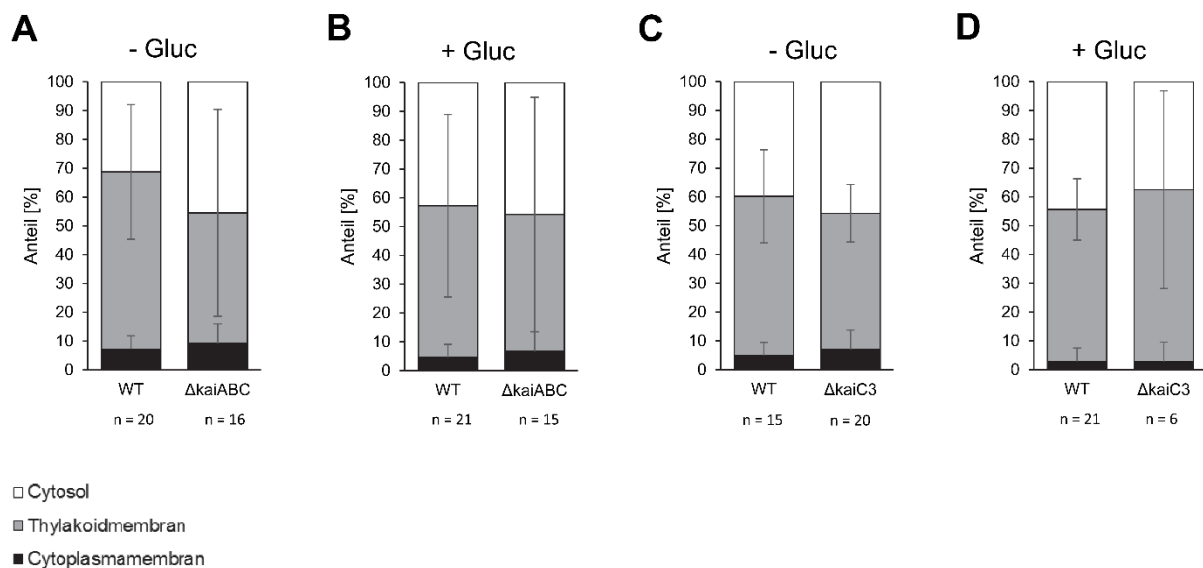 A
- Gluc
Anteil [%]
100
90
80
70
60
50
40
30
20
10
0
WT ΔkaiABC
n = 20 n = 16
B
+ Gluc
Anteil [%]
100
90
80
70
60
50
40
30
20
10
0
WT ΔkaiABC
n = 21 n = 15
C
- Gluc
Anteil [%]
100
90
80
70
60
50
40
30
20
10
0
WT ΔkaiC3
n = 15 n = 20
D
+ Gluc
Anteil [%]
100
90
80
70
60
50
40
30
20
10
0
WT ΔkaiC3
n = 21 n = 6
Cytosol
Thylakoidmembran
Cytoplasmamembran